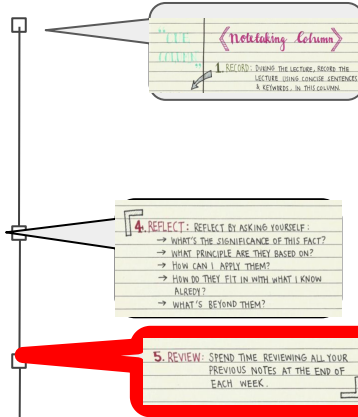 "CUE
Notetaking Column
1. RECORD: DURING THE LECTURE, RECORD THE
LECTURE USING CONCISE SENTENCES
& KEYWORDS, IN THIS COLUMN.
4. REFLECT: REFLECT BY ASKING YOURSELF:
→ WHAT'S THE SIGNIFICANCE OF THIS FACT?
→ WHAT PRINCIPLE ARE THEY BASED ON?
→ HOW CAN I APPLY THEM?
→ HOW DO THEY FIT IN WITH WHAT I KNOW
ALREDY?
→ WHAT'S BEYOND THEM?
5. REVIEW: SPEND TIME REVIEWING ALL YOUR
PREVIOUS NOTES AT THE END OF
EACH WEEK.